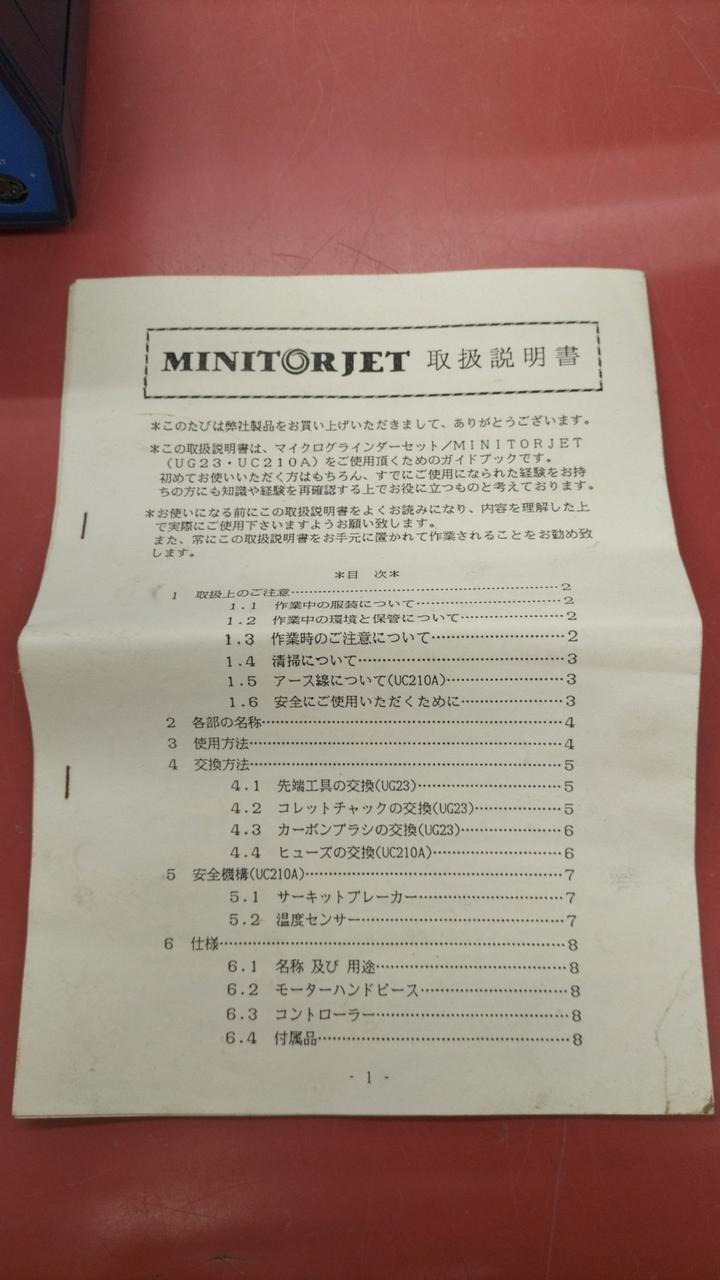 MINITORJET 取扱説明書
＊このたびは弊社製品をお買い上げいただきまして、ありがとうございます。
＊この取扱説明書は、マイクログラインダーセット／ＭＩＮＩＴＯＲＪＥＴ
（ＵＧ２３・ＵＣ２１０Ａ）をご使用頂くためのガイドブックです。
初めてお使いいただく方はもちろん、すでにご使用になられた経験をお持
ちの方にも知識や経験を再確認する上でお役に立つものと考えております。
＊お使いになる前にこの取扱説明書をよくお読みになり、内容を理解した上
で実際にご使用下さいますようお願い致します。
また、常にこの取扱説明書をお手元に置かれて作業されることをお勧め致
します。
＊目 次＊
1 取扱上のご注意……………………………………2
1.1 作業中の服装について……………………2
1.2 作業中の環境と保管について……………2
1.3 作業時のご注意について…………………2
1.4 清掃について………………………………3
1.5 アース線について(UC210A)………………3
1.6 安全にご使用いただくために……………3
2 各部の名称…………………………………………4
3 使用方法……………………………………………4
4 交換方法……………………………………………5
4.1 先端工具の交換(UG23)……………………5
4.2 コレットチャックの交換(UG23)…………5
4.3 カーボンブラシの交換(UG23)……………6
4.4 ヒューズの交換(UC210A)…………………6
5 安全機構(UC210A)…………………………………7
5.1 サーキットブレーカー……………………7
5.2 温度センサー………………………………7
6 仕様…………………………………………………8
6.1 名称 及び 用途……………………………8
6.2 モーターハンドピース……………………8
6.3 コントローラー……………………………8
6.4 付属品………………………………………8
- 1 -